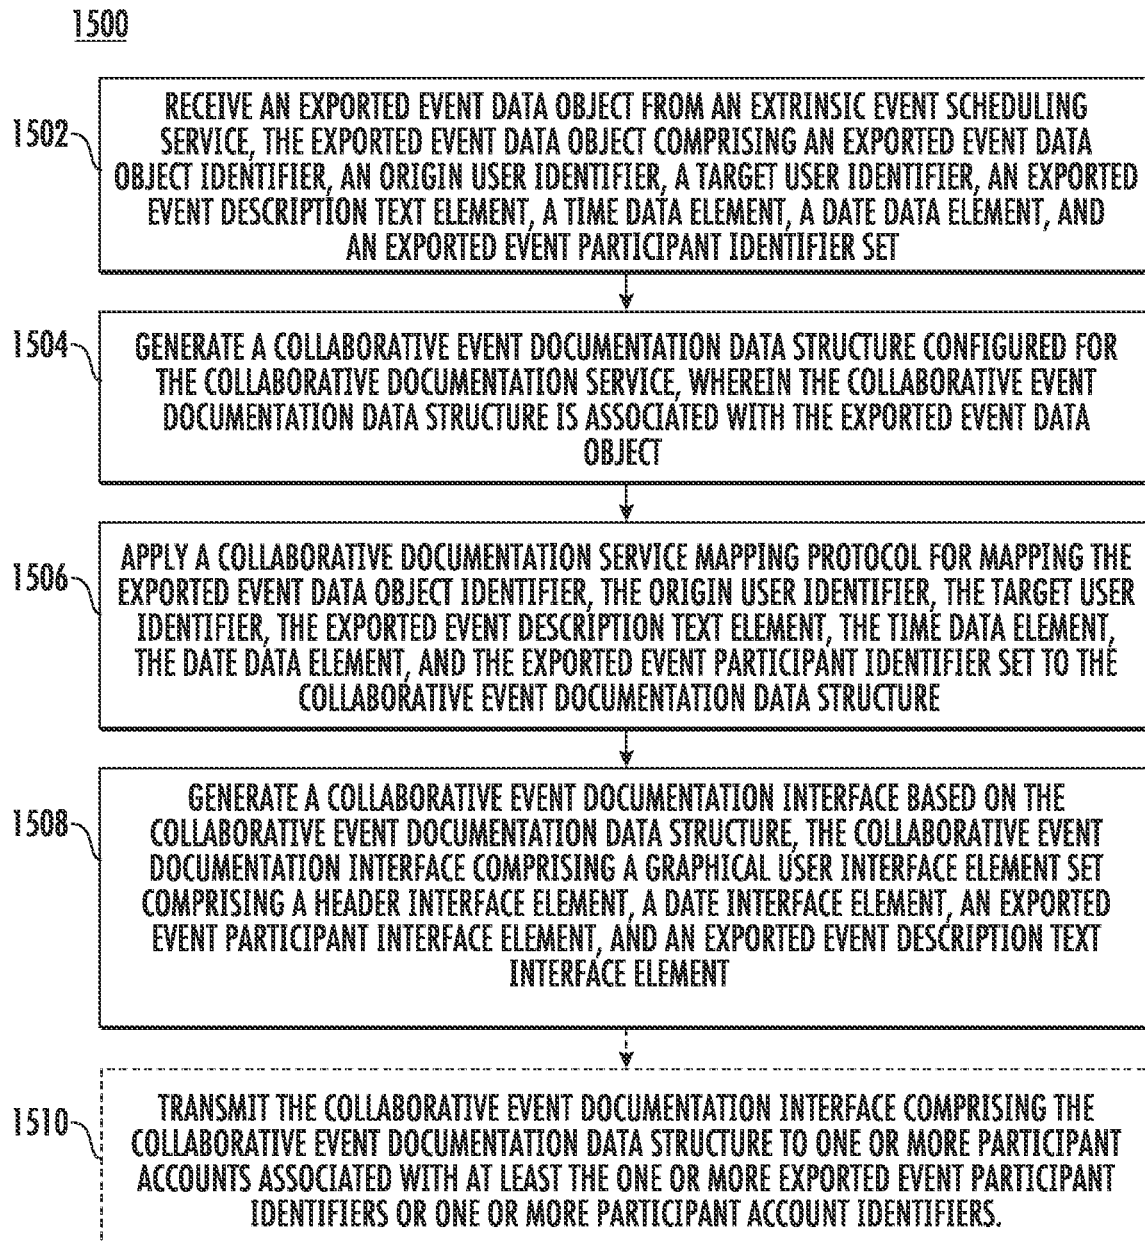 1500
1502
RECEIVE AN EXPORTED EVENT DATA OBJECT FROM AN EXTRINSIC EVENT SCHEDULING
SERVICE, THE EXPORTED EVENT DATA OBJECT COMPRISING AN EXPORTED EVENT DATA
OBJECT IDENTIFIER, AN ORIGIN USER IDENTIFIER, A TARGET USER IDENTIFIER, AN EXPORTED
EVENT DESCRIPTION TEXT ELEMENT, A TIME DATA ELEMENT, A DATE DATA ELEMENT, AND
AN EXPORTED EVENT PARTICIPANT IDENTIFIER SET
1504
GENERATE A COLLABORATIVE EVENT DOCUMENTATION DATA STRUCTURE CONFIGURED FOR
THE COLLABORATIVE DOCUMENTATION SERVICE, WHEREIN THE COLLABORATIVE EVENT
DOCUMENTATION DATA STRUCTURE IS ASSOCIATED WITH THE EXPORTED EVENT DATA
OBJECT
1506
APPLY A COLLABORATIVE DOCUMENTATION SERVICE MAPPING PROTOCOL FOR MAPPING THE
EXPORTED EVENT DATA OBJECT IDENTIFIER, THE ORIGIN USER IDENTIFIER, THE TARGET USER
IDENTIFIER, THE EXPORTED EVENT DESCRIPTION TEXT ELEMENT, THE TIME DATA ELEMENT,
THE DATE DATA ELEMENT, AND THE EXPORTED EVENT PARTICIPANT IDENTIFIER SET TO THE
COLLABORATIVE EVENT DOCUMENTATION DATA STRUCTURE
1508
GENERATE A COLLABORATIVE EVENT DOCUMENTATION INTERFACE BASED ON THE
COLLABORATIVE EVENT DOCUMENTATION DATA STRUCTURE, THE COLLABORATIVE EVENT
DOCUMENTATION INTERFACE COMPRISING A GRAPHICAL USER INTERFACE ELEMENT SET
COMPRISING A HEADER INTERFACE ELEMENT, A DATE INTERFACE ELEMENT, AN EXPORTED
EVENT PARTICIPANT INTERFACE ELEMENT, AND AN EXPORTED EVENT DESCRIPTION TEXT
INTERFACE ELEMENT
1510
TRANSMIT THE COLLABORATIVE EVENT DOCUMENTATION INTERFACE COMPRISING THE
COLLABORATIVE EVENT DOCUMENTATION DATA STRUCTURE TO ONE OR MORE PARTICIPANT
ACCOUNTS ASSOCIATED WITH AT LEAST THE ONE OR MORE EXPORTED EVENT PARTICIPANT
IDENTIFIERS OR ONE OR MORE PARTICIPANT ACCOUNT IDENTIFIERS.